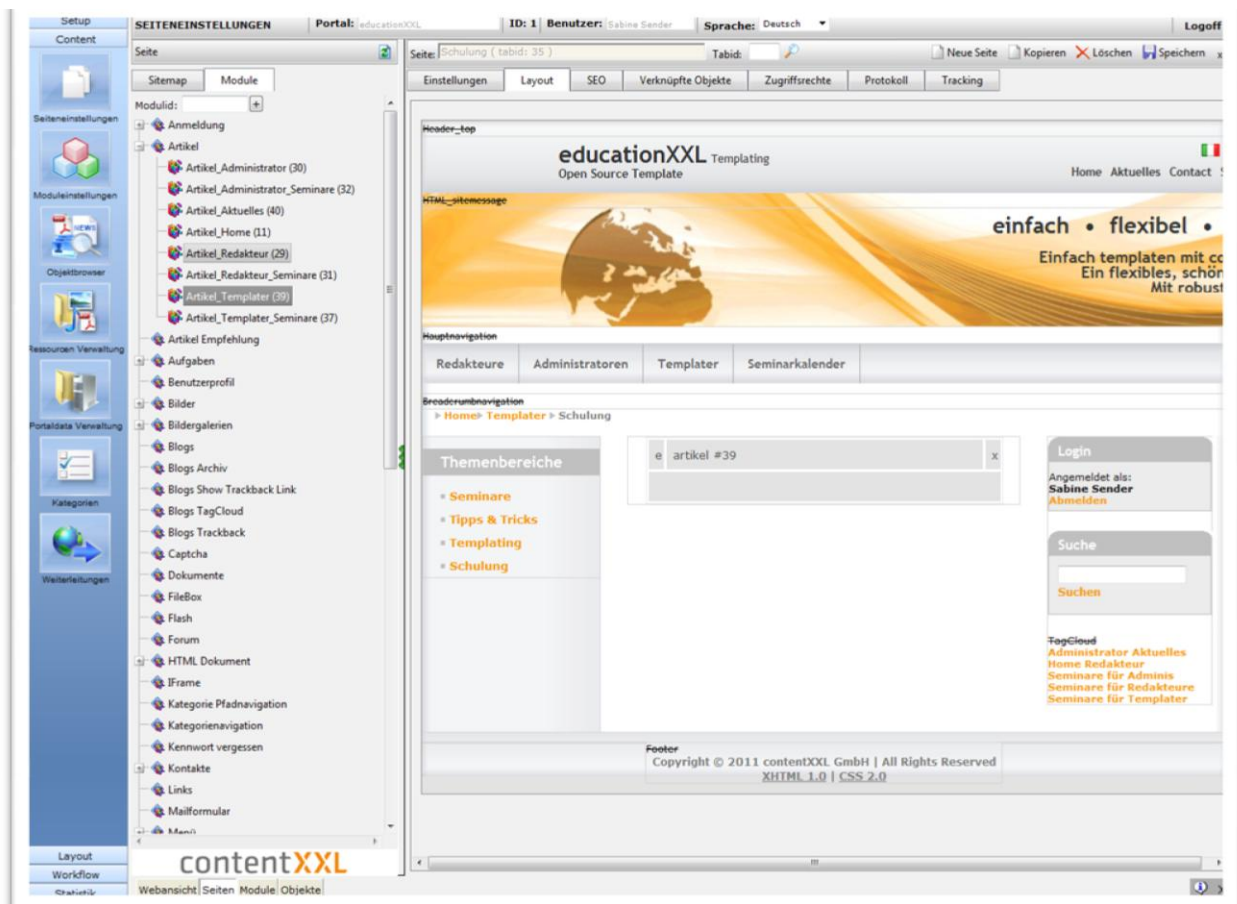 Setup
SEITENEINSTELLUNGEN Portal: educationXXL ID: 1 Benutzer: Sabine Sender Sprache: Deutsch Logoff
Content
Seite
Seite: Schulung ( tabid: 35 ) Tabid: Neue Seite Kopieren Löschen Speichern x
Sitemap Module
Einstellungen Layout SEO Verknüpfte Objekte Zugriffsrechte Protokoll Tracking
Modulid:
Seiteneinstellungen
Moduleinstellungen
NEWS
Objektbrowser
Ressourcen Verwaltung
Portaldata Verwaltung
Kategorien
Weiterleitungen
Anmeldung
Artikel
Artikel_Administrator (30)
Artikel_Administrator_Seminare (32)
Artikel_Aktuelles (40)
Artikel_Home (11)
Artikel_Redakteur (29)
Artikel_Redakteur_Seminare (31)
Artikel_Templater (39)
Artikel_Templater_Seminare (37)
Artikel Empfehlung
Aufgaben
Benutzerprofil
Bilder
Bildergalerien
Blogs
Blogs Archiv
Blogs Show Trackback Link
Blogs TagCloud
Blogs Trackback
Captcha
Dokumente
FileBox
Flash
Forum
HTML Dokument
IFrame
Kategorie Pfadnavigation
Kategorienavigation
Kennwort vergessen
Kontakte
Links
Mailformular
Menü
Header_top
educationXXL Templating
Open Source Template
Home Aktuelles Contact
HTML_sitemessage
einfach • flexibel •
Einfach templaten mit co
Ein flexibles, schön
Mit robust
Hauptnavigation
Redakteure Administratoren Templater Seminarkalender
Breadcrumbnavigation
Home Templater Schulung
Themenbereiche
Seminare
Tipps & Tricks
Templating
Schulung
e artikel #39 x
Login
Angemeldet als:
Sabine Sender
Abmelden
Suche
Suchen
TagCloud
Administrator Aktuelles
Home Redakteur
Seminare für Adminis
Seminare für Redakteure
Seminare für Templater
Footer
Copyright © 2011 contentXXL GmbH | All Rights Reserved
XHTML 1.0 | CSS 2.0
Layout
Workflow
Statistik
contentXXL
Webansicht Seiten Module Objekte